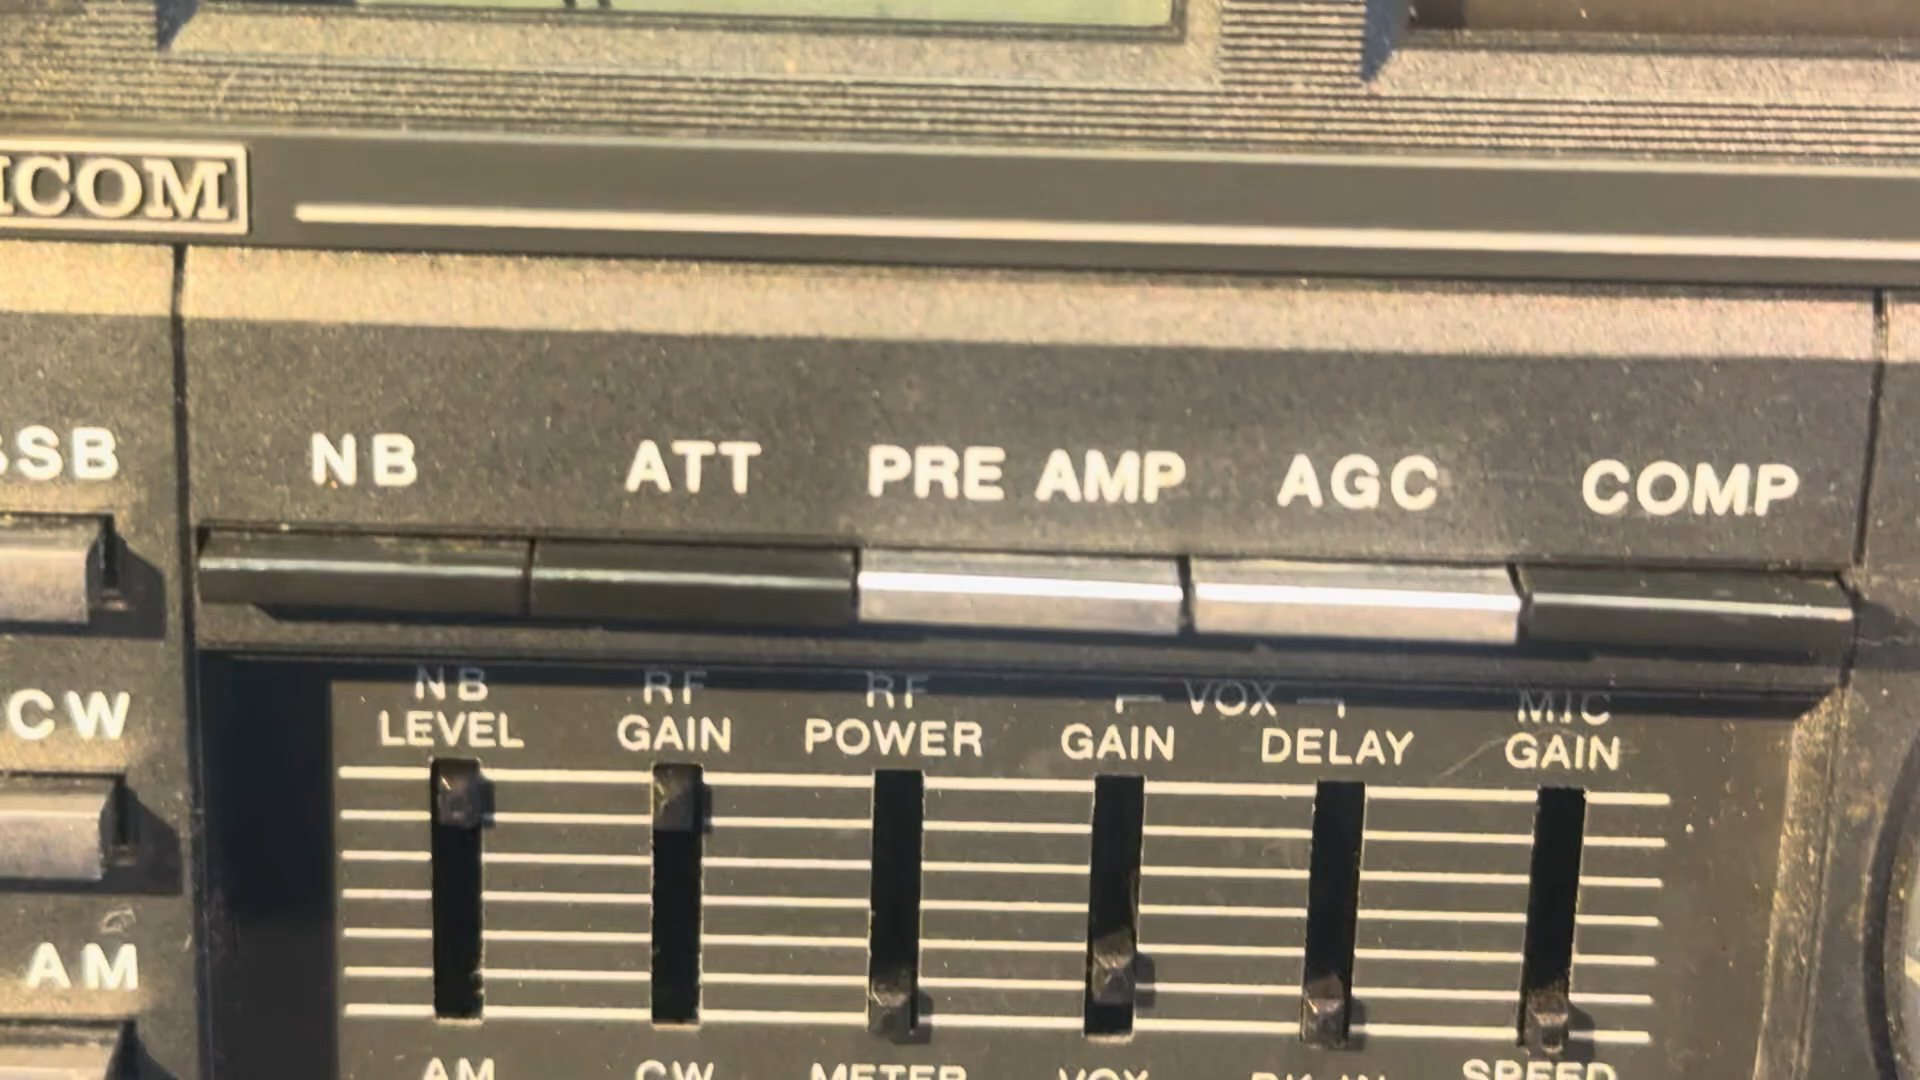 ICOM
SSB
NB ATT PRE AMP AGC COMP
CW
AM
NB LEVEL
RF GAIN
RF POWER
VOX
GAIN DELAY
MIC GAIN
AM CW METER VOX BK-IN SPEED